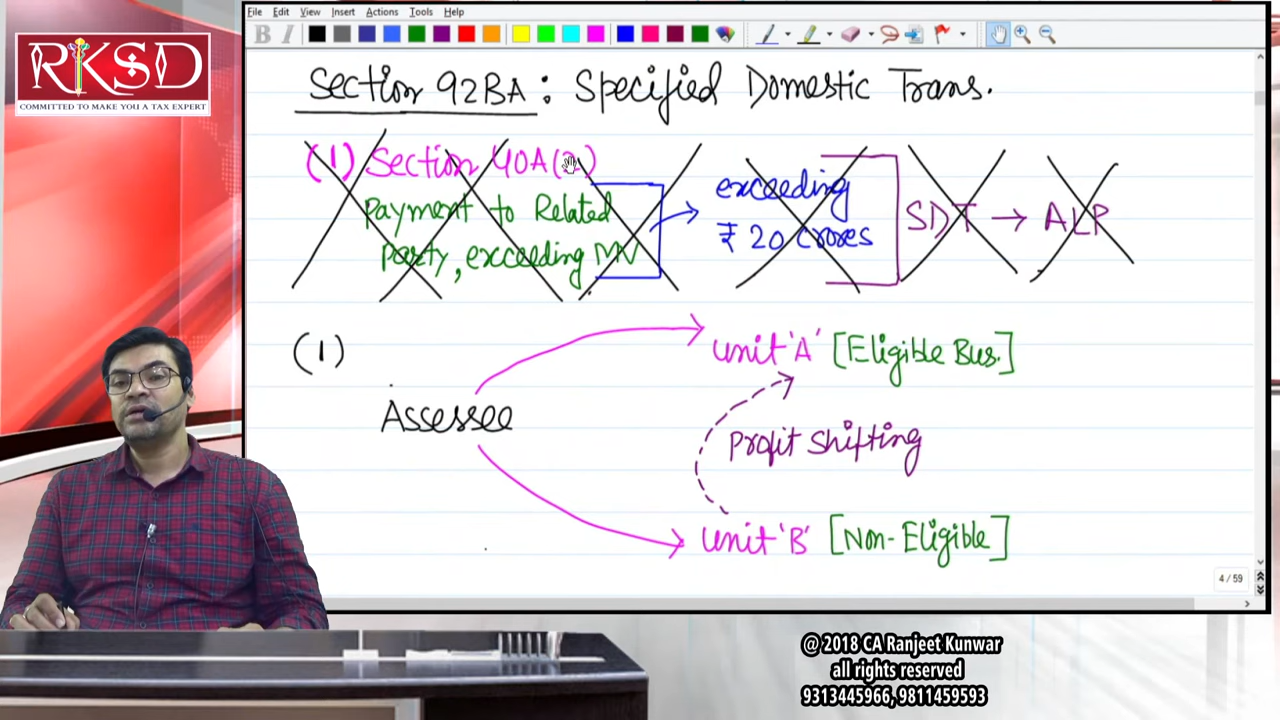 File Edit View Insert Actions Tools Help
RKSD
COMMITTED TO MAKE YOU A TAX EXPERT
B I
Section 92BA : Specified Domestic Trans.
(1) Section 40A(2)
Payment to Related
Party, exceeding MV
exceeding
₹ 20 crores
SDT → ALP
(1)
Assessee
unit 'A' [Eligible Bus.]
Profit Shifting
unit 'B' [Non-Eligible]
4 / 59
@ 2018 CA Ranjeet Kunwar
all rights reserved
9313445966, 9811459593